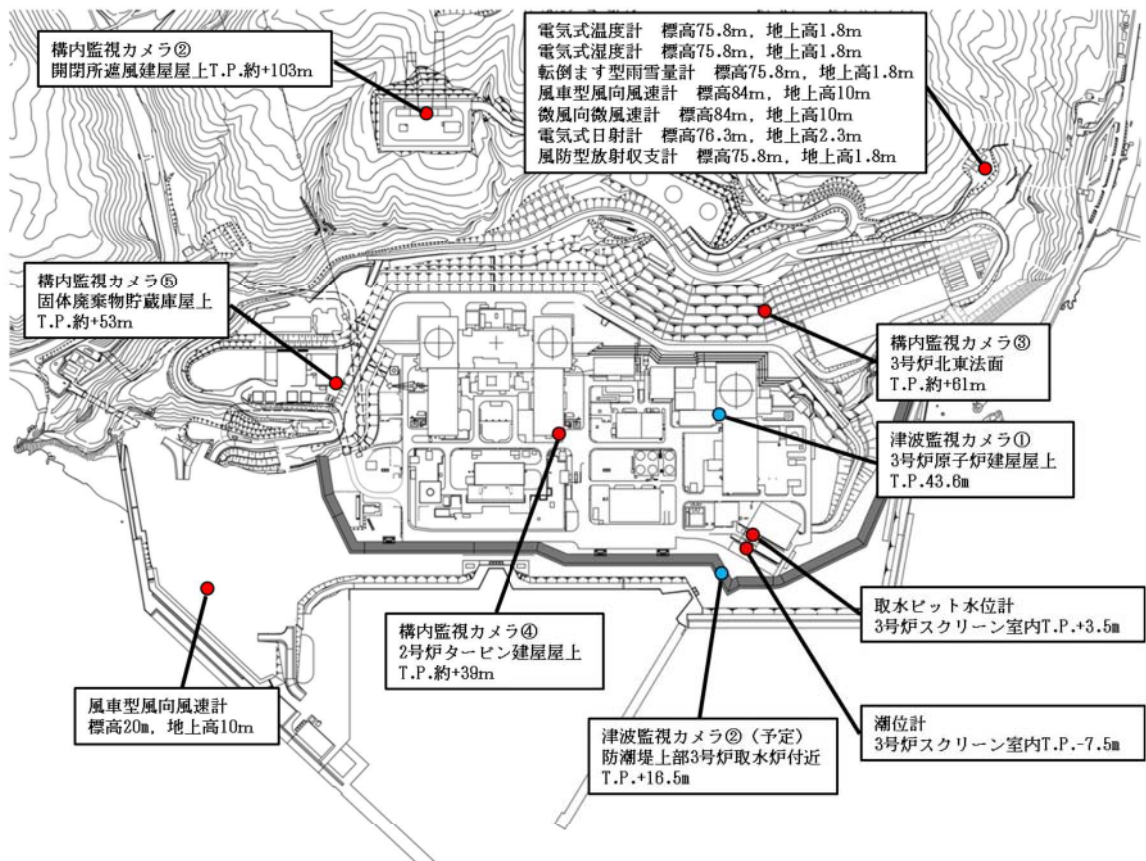 構内監視カメラ②
開閉所遮風建屋屋上T.P.約+103m
電気式温度計　標高75.8m，地上高1.8m
電気式湿度計　標高75.8m，地上高1.8m
転倒ます型雨雪量計　標高75.8m，地上高1.8m
風車型風向風速計　標高84m，地上高10m
微風向微風速計　標高84m，地上高10m
電気式日射計　標高76.3m，地上高2.3m
風防型放射収支計　標高75.8m，地上高1.8m
構内監視カメラ⑤
固体廃棄物貯蔵庫屋上
T.P.約+53m
構内監視カメラ③
3号炉北東法面
T.P.約+61m
津波監視カメラ①
3号炉原子炉建屋屋上
T.P.43.6m
取水ピット水位計
3号炉スクリーン室内T.P.+3.5m
構内監視カメラ④
2号炉タービン建屋屋上
T.P.約+39m
風車型風向風速計
標高20m，地上高10m
津波監視カメラ②（予定）
防潮堤上部3号炉取水炉付近
T.P.+16.5m
潮位計
3号炉スクリーン室内T.P.-7.5m